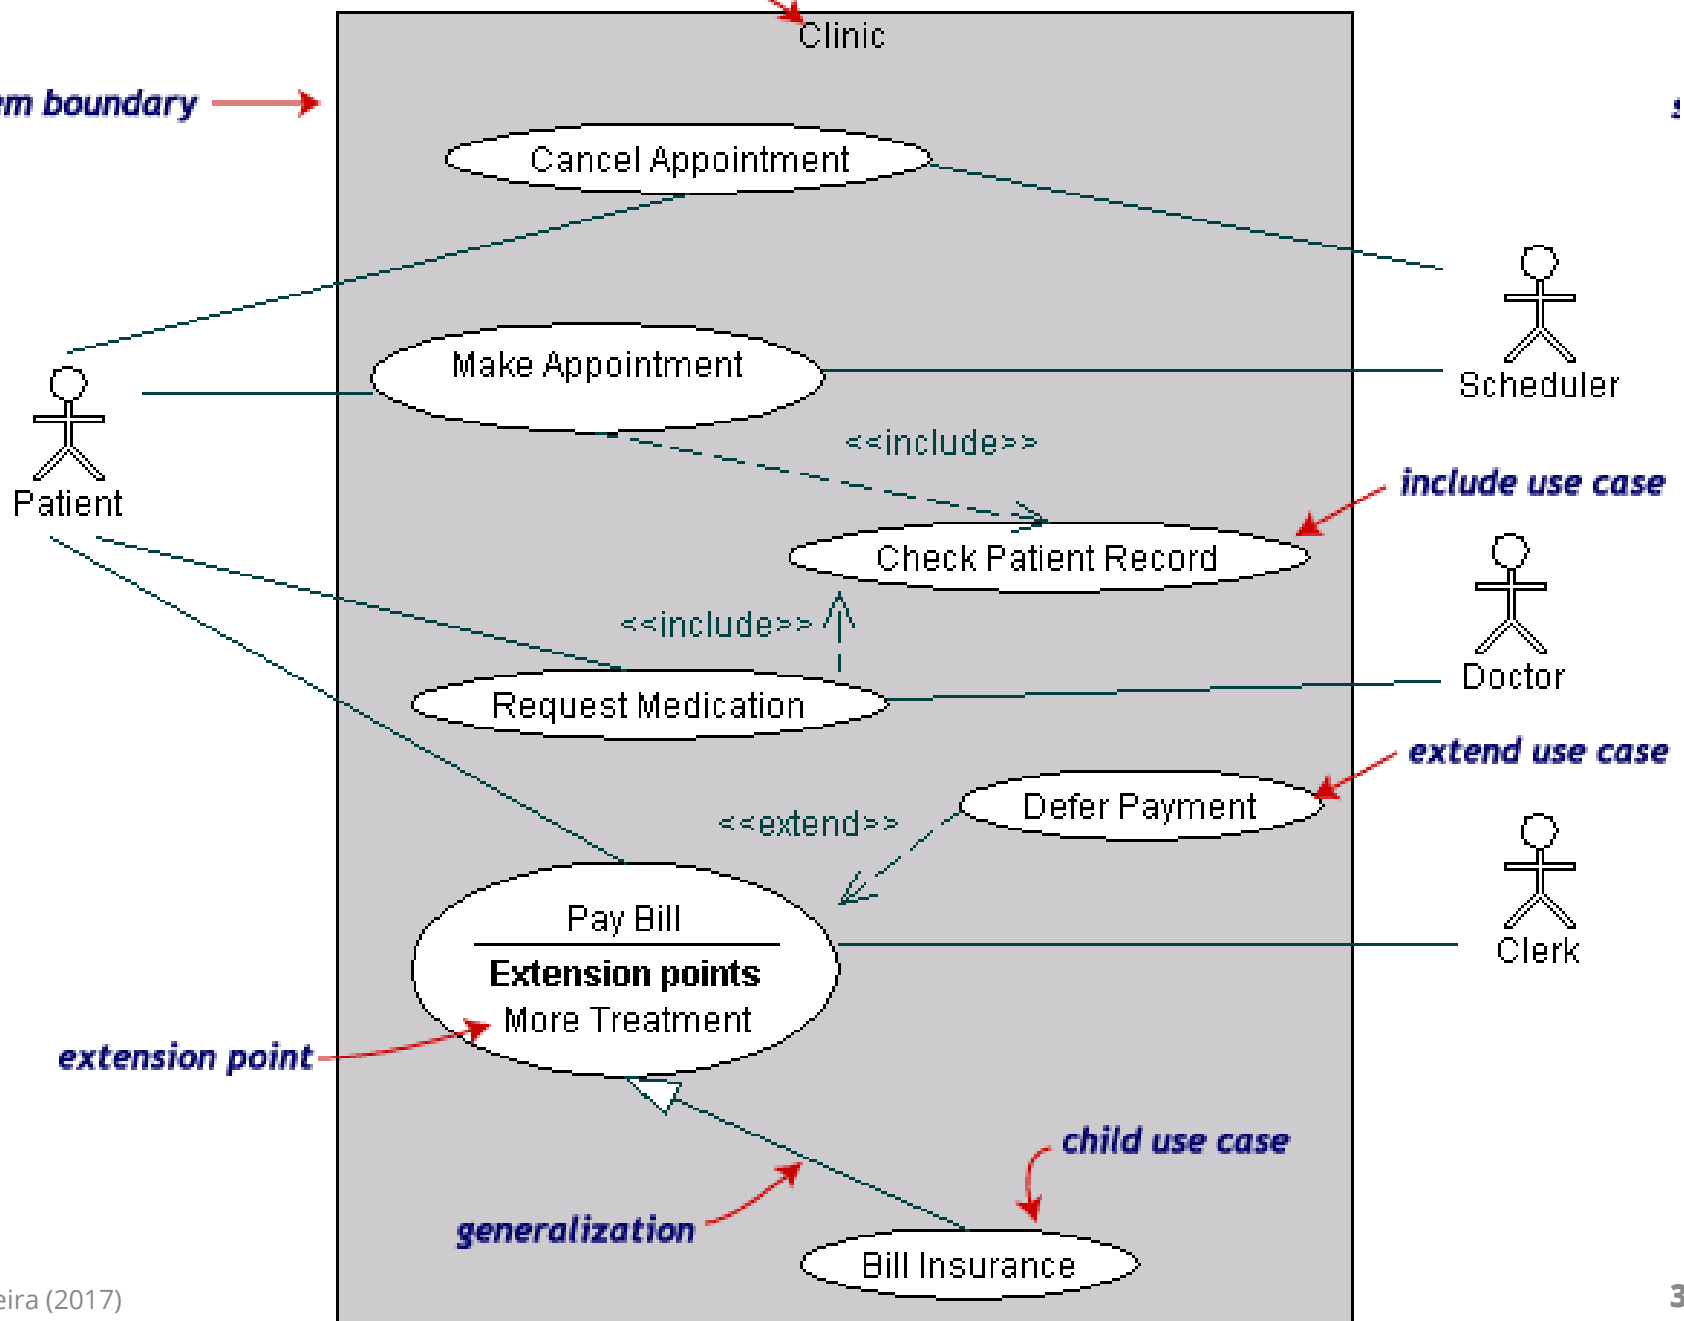 Clinic
em boundary
Cancel Appointment
Make Appointment
Scheduler
<<include>>
include use case
Patient
Check Patient Record
<<include>>
Doctor
Request Medication
extend use case
Defer Payment
<<extend>>
Pay Bill
Clerk
Extension points
More Treatment
extension point
child use case
generalization
Bill Insurance
eira (2017)
3